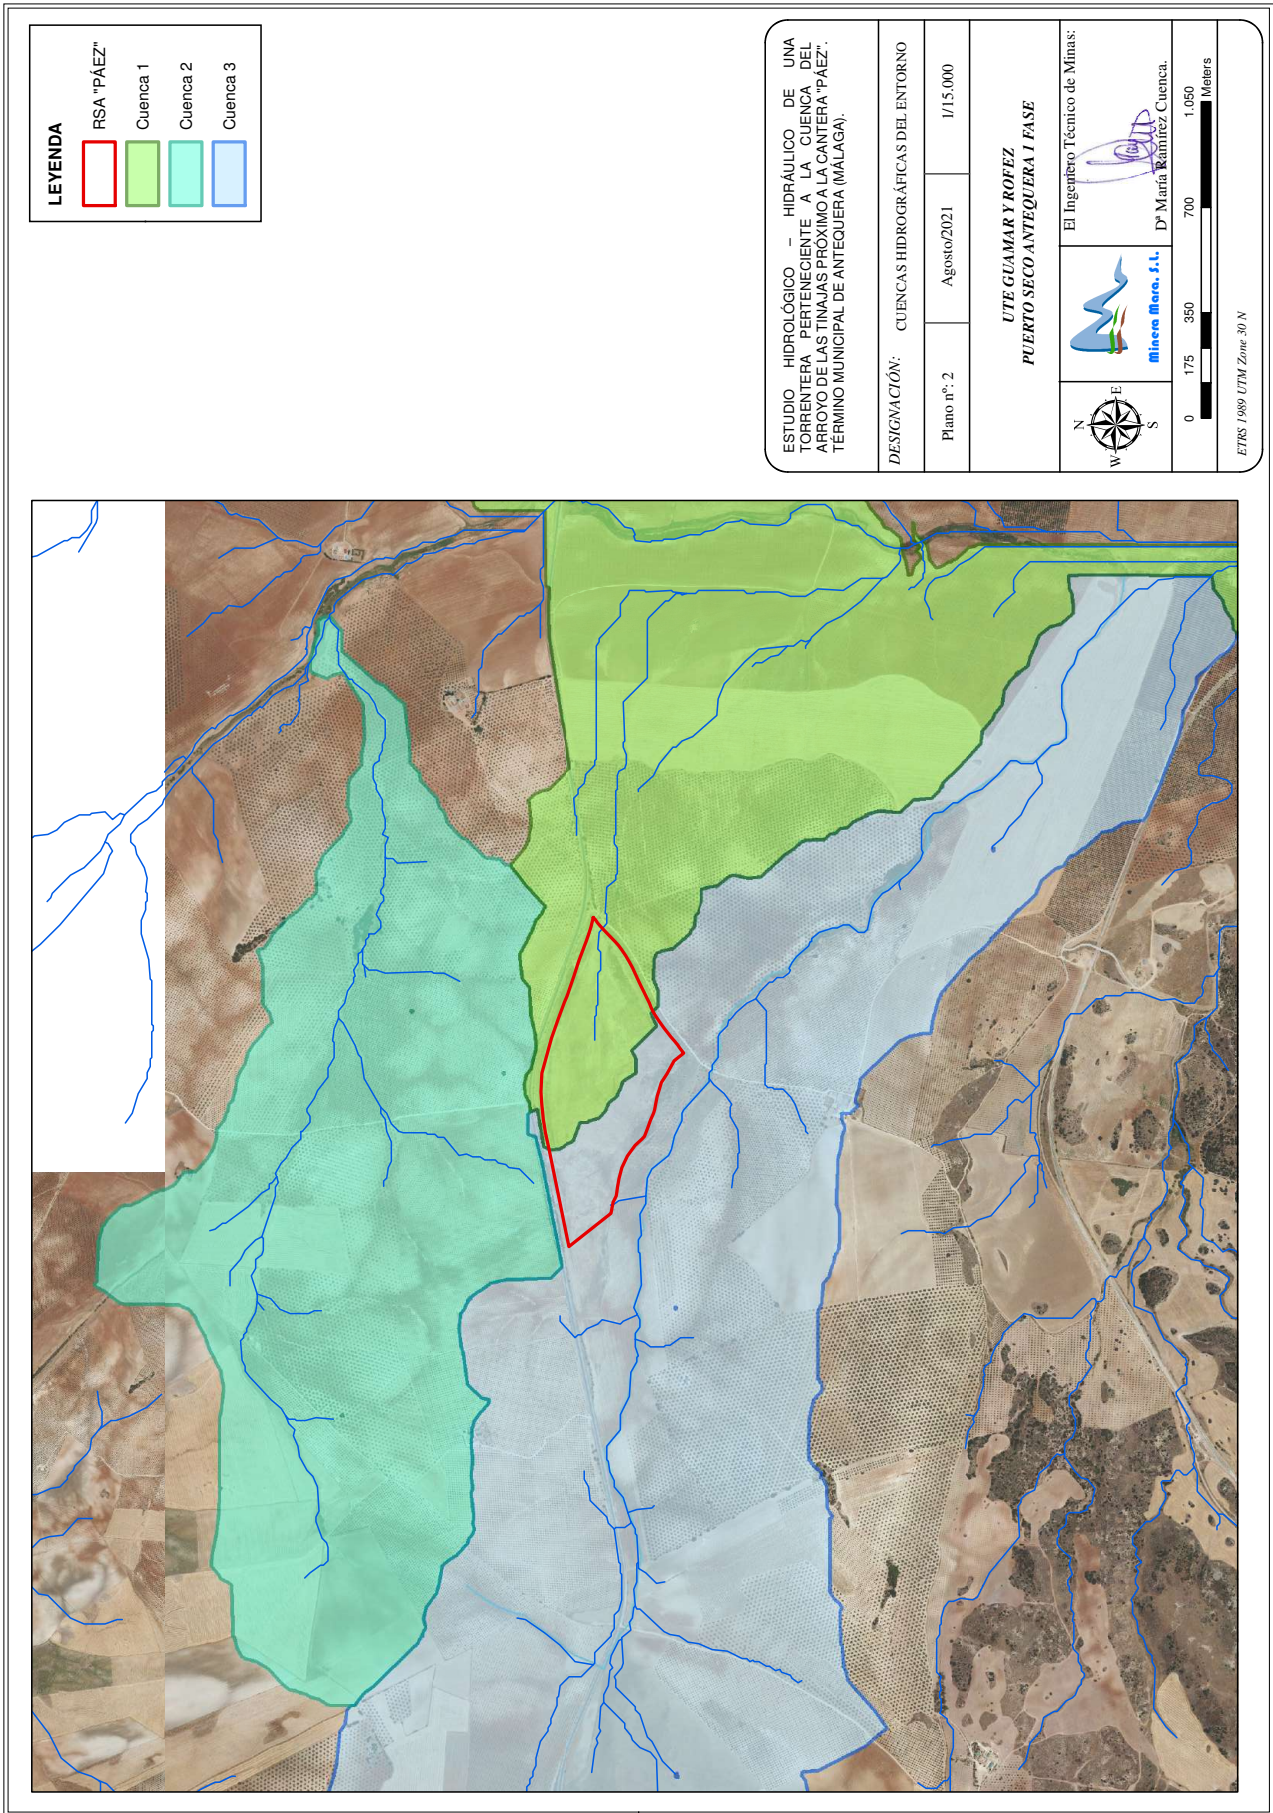 LEYENDA
RSA "PÁEZ"
Cuenca 1
Cuenca 2
Cuenca 3
ESTUDIO HIDROLÓGICO – HIDRÁULICO DE UNA
TORRENTERA PERTENECIENTE A LA CUENCA DEL
ARROYO DE LAS TINAJAS PRÓXIMO A LA CANTERA "PÁEZ".
TÉRMINO MUNICIPAL DE ANTEQUERA (MÁLAGA).
DESIGNACIÓN: CUENCAS HIDROGRÁFICAS DEL ENTORNO
Plano nº: 2 Agosto/2021 1/15.000
UTE GUAMAR Y ROFEZ
PUERTO SECO ANTEQUERA 1 FASE
N
W E
S
Minera Mara, S.L.
El Ingeniero Técnico de Minas:
Dª María Ramírez Cuenca.
0 175 350 700 1.050
Meters
ETRS 1989 UTM Zone 30 N